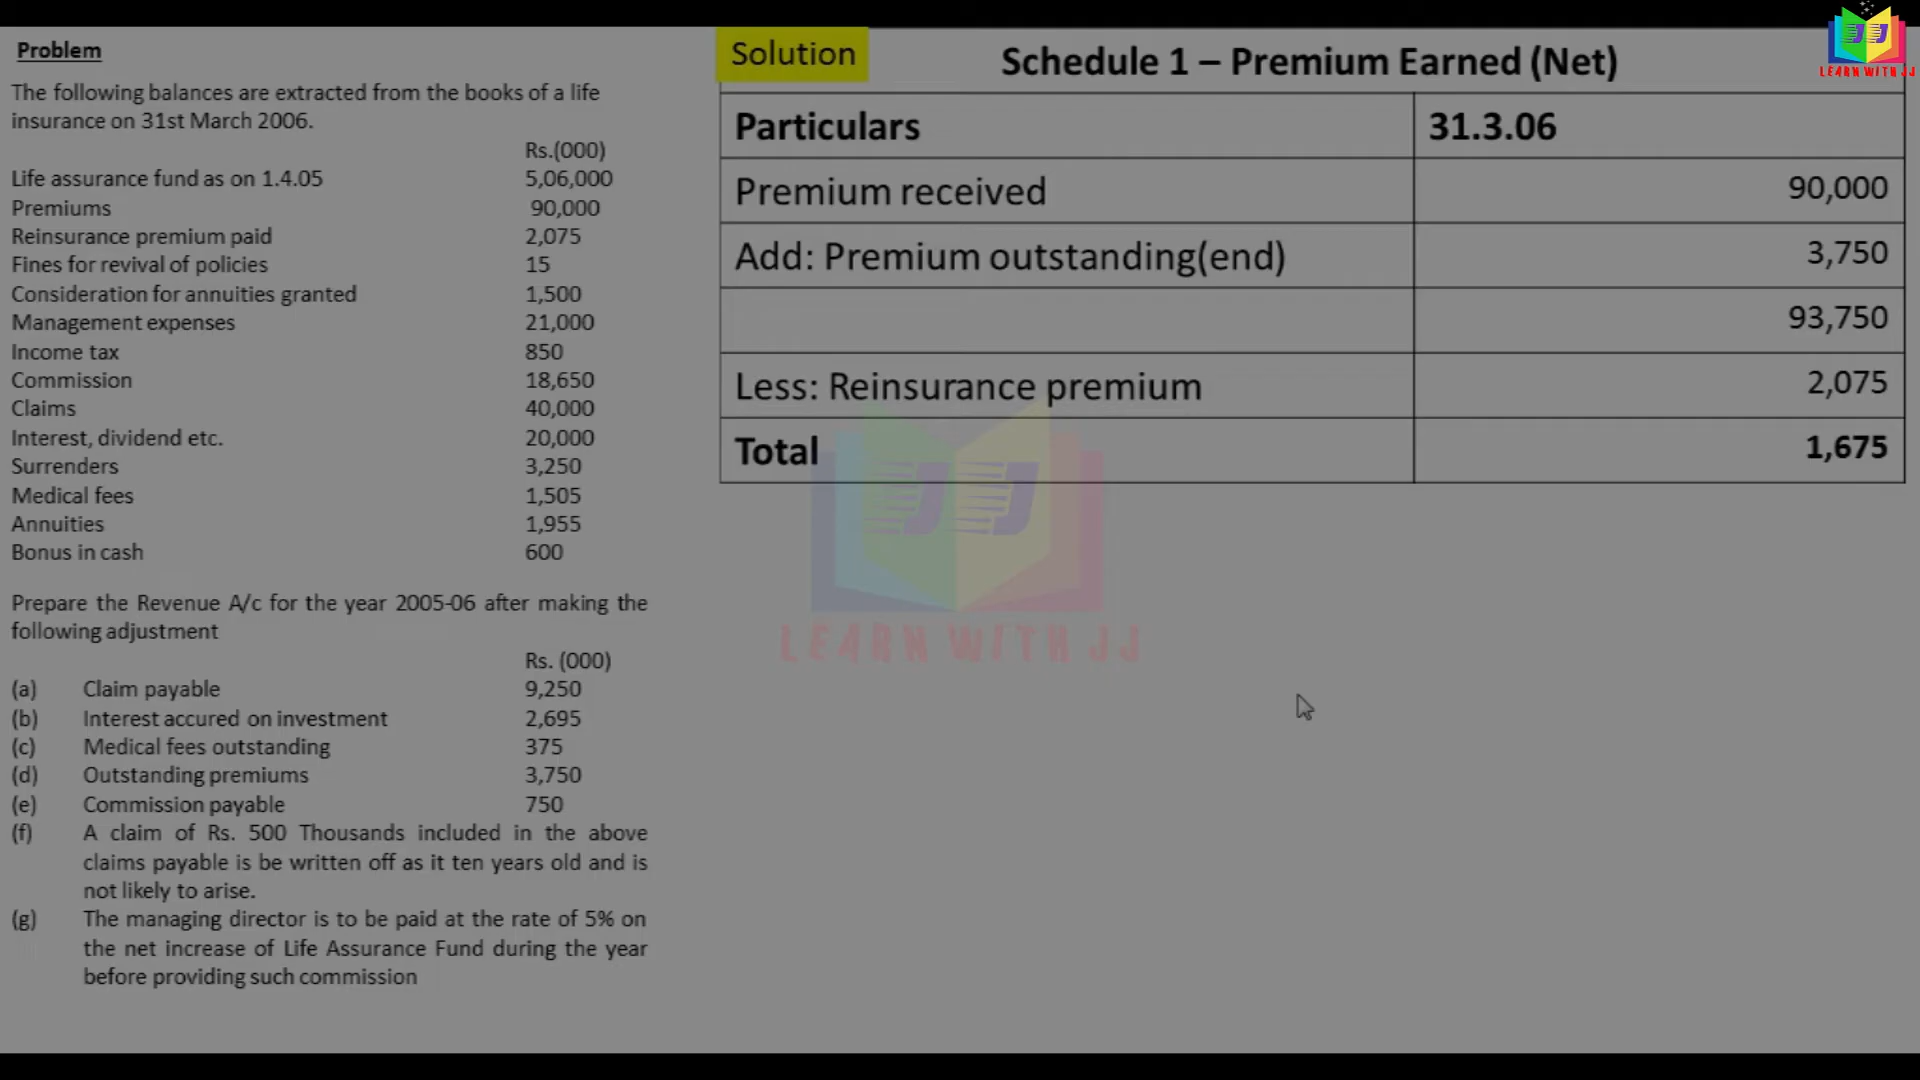 Problem
The following balances are extracted from the books of a life
insurance on 31st March 2006.
Rs.(000)
Life assurance fund as on 1.4.05 5,06,000
Premiums 90,000
Reinsurance premium paid 2,075
Fines for revival of policies 15
Consideration for annuities granted 1,500
Management expenses 21,000
Income tax 850
Commission 18,650
Claims 40,000
Interest, dividend etc. 20,000
Surrenders 3,250
Medical fees 1,505
Annuities 1,955
Bonus in cash 600
Prepare the Revenue A/c for the year 2005-06 after making the
following adjustment
Rs. (000)
(a) Claim payable 9,250
(b) Interest accured on investment 2,695
(c) Medical fees outstanding 375
(d) Outstanding premiums 3,750
(e) Commission payable 750
(f) A claim of Rs. 500 Thousands included in the above
claims payable is be written off as it ten years old and is
not likely to arise.
(g) The managing director is to be paid at the rate of 5% on
the net increase of Life Assurance Fund during the year
before providing such commission
Solution
Schedule 1 – Premium Earned (Net)
Particulars 31.3.06
Premium received 90,000
Add: Premium outstanding(end) 3,750
93,750
Less: Reinsurance premium 2,075
Total 1,675
JJ
LEARN WITH JJ
JJ
LEARN WITH JJ